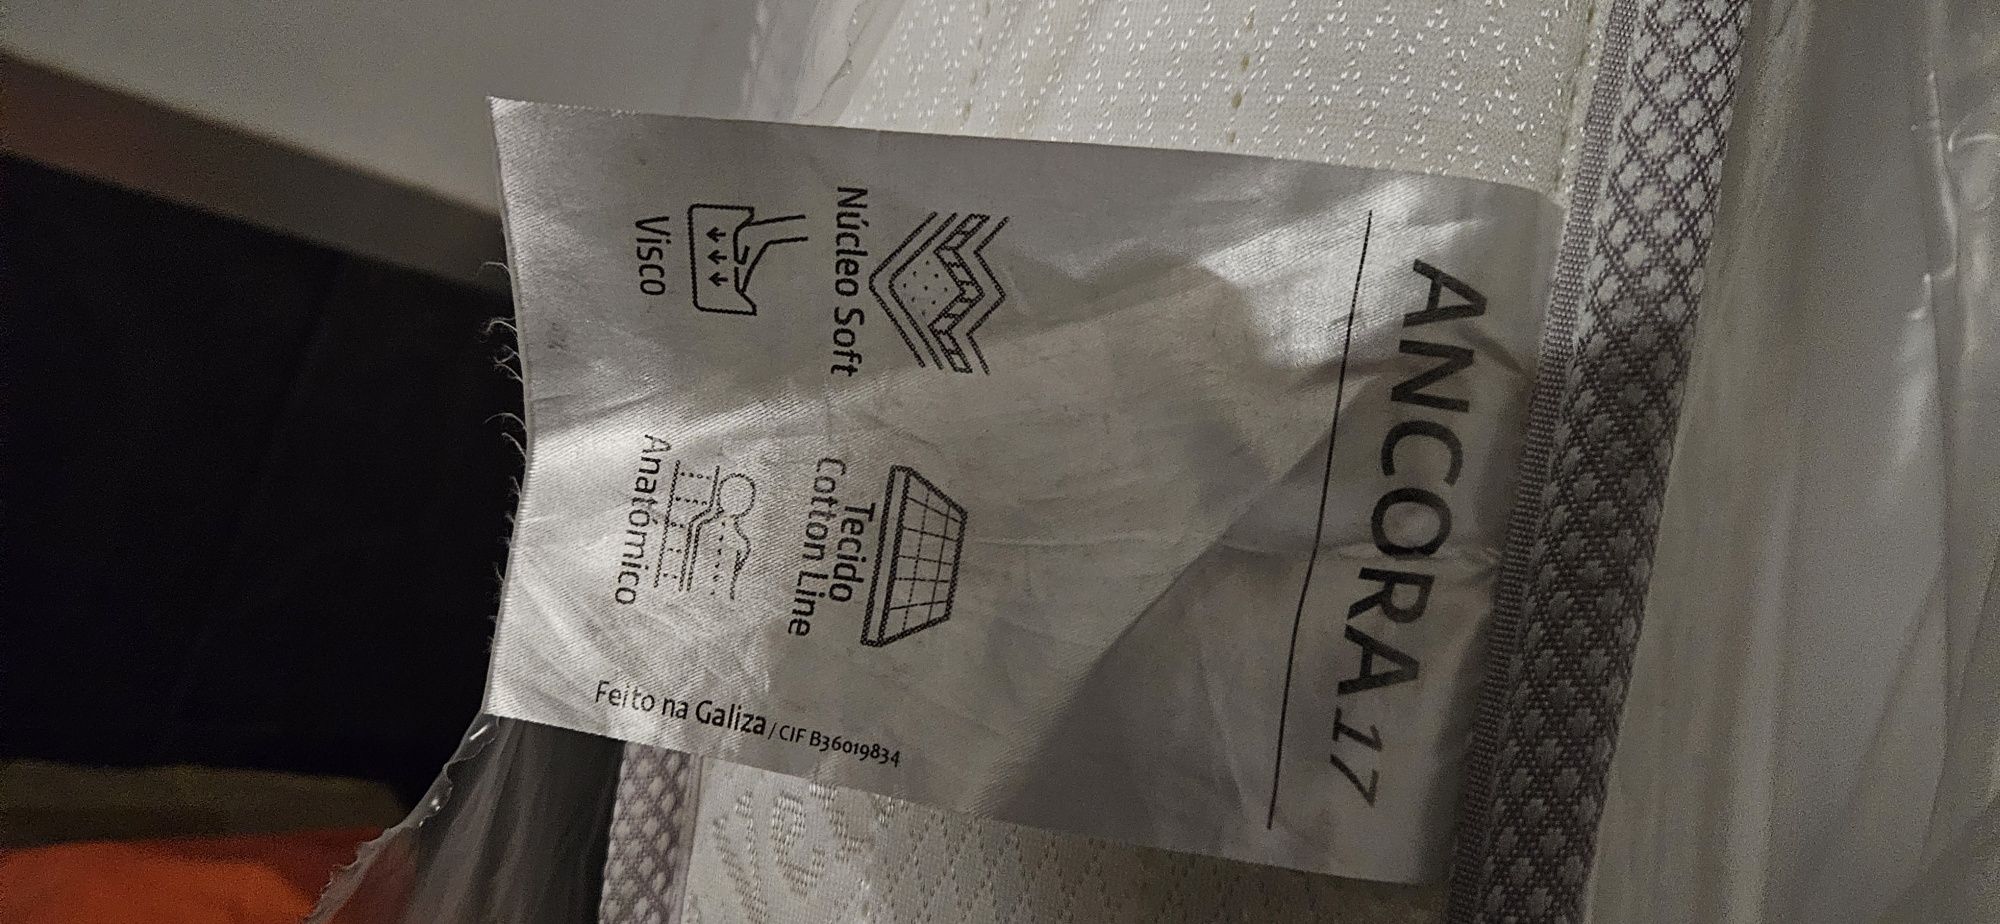 ANCORA 17
Núcleo Soft
Tecido
Cotton Line
Visco
Anatómico
Feito na Galiza / CIF B36019834